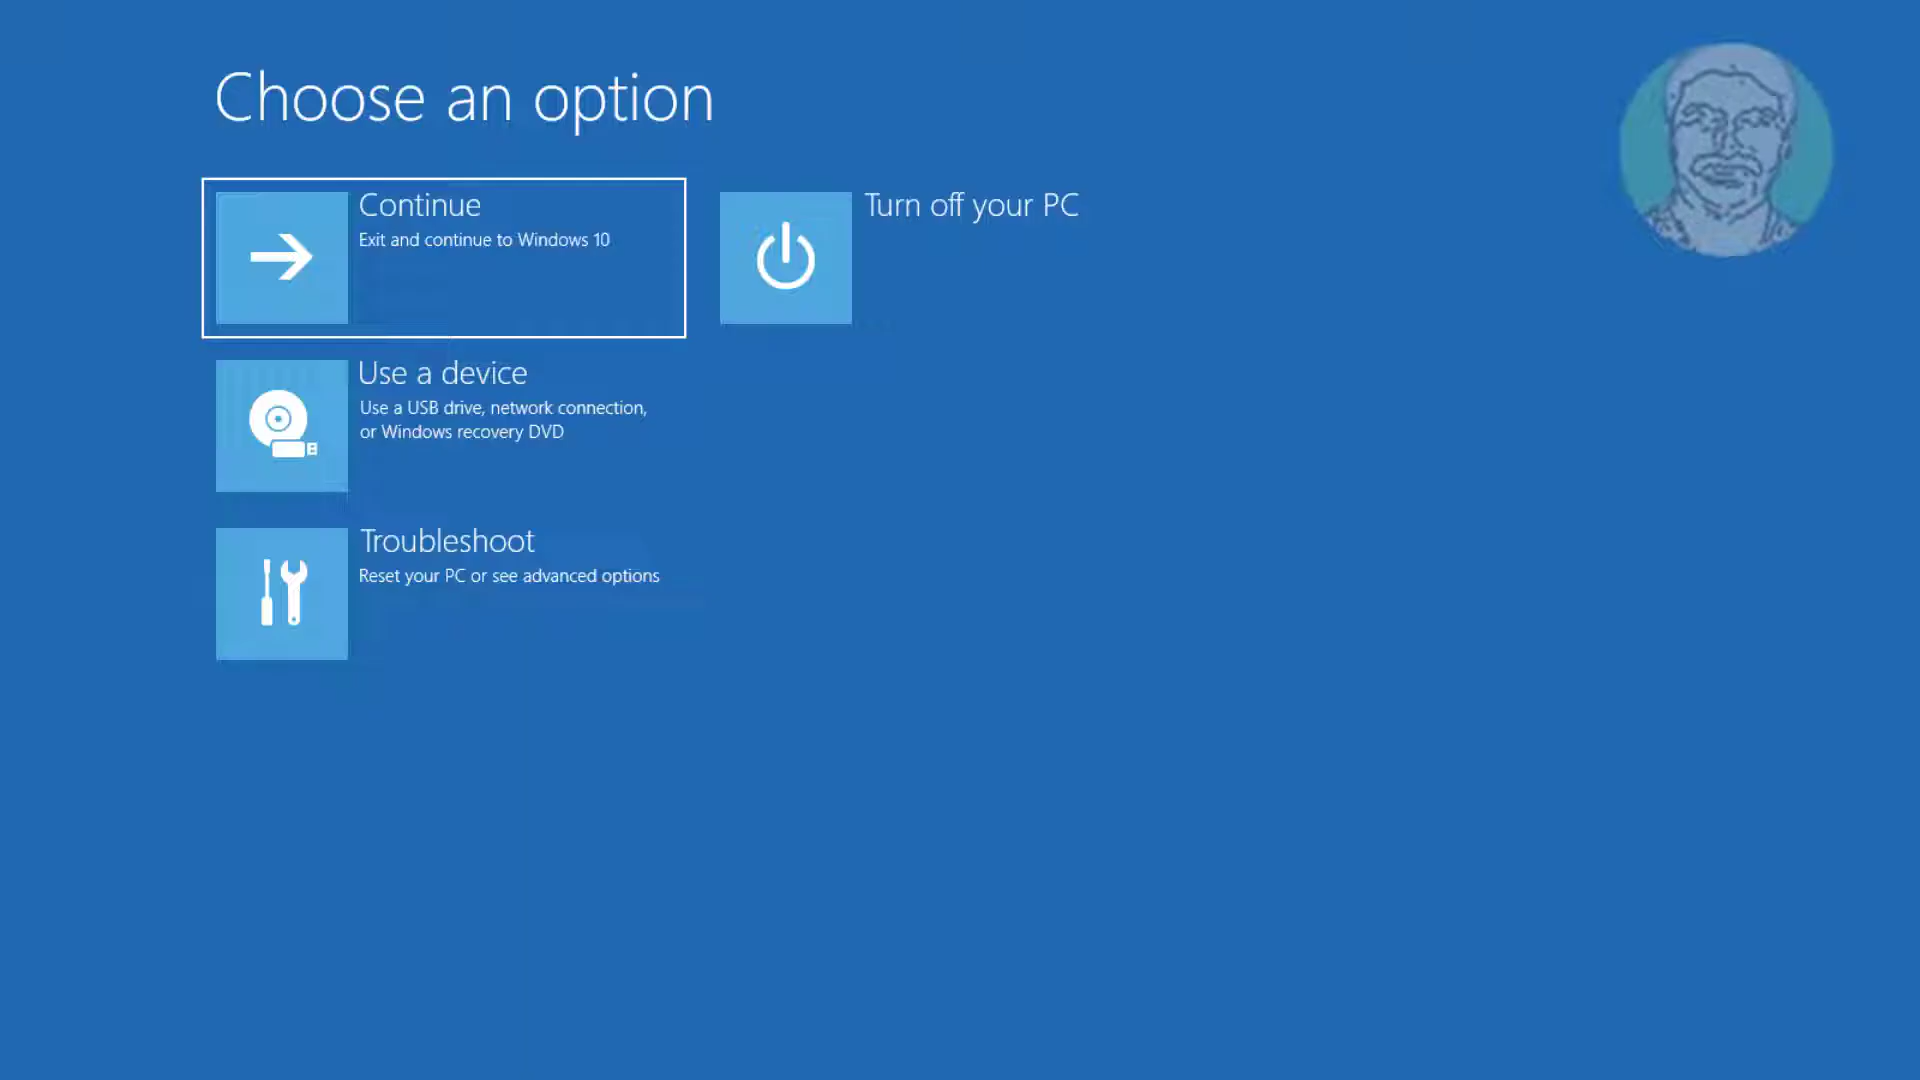 Choose an option
Continue
Exit and continue to Windows 10
Turn off your PC
Use a device
Use a USB drive, network connection,
or Windows recovery DVD
Troubleshoot
Reset your PC or see advanced options